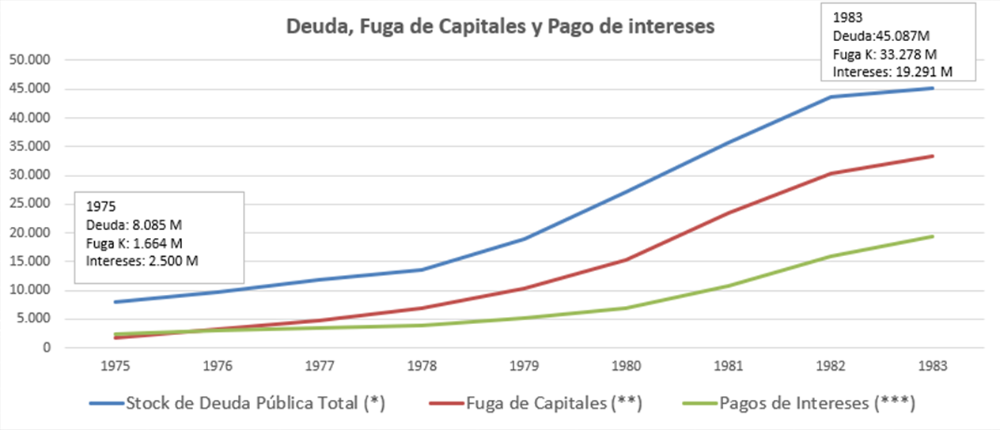 Deuda, Fuga de Capitales y Pago de intereses
1983
Deuda:45.087M
Fuga K: 33.278 M
Intereses: 19.291 M
50.000
45.000
40.000
35.000
30.000
25.000
20.000
15.000
10.000
5.000
0
1975
Deuda: 8.085 M
Fuga K: 1.664 M
Intereses: 2.500 M
1975 1976 1977 1978 1979 1980 1981 1982 1983
Stock de Deuda Pública Total (*) Fuga de Capitales (**) Pagos de Intereses (***)